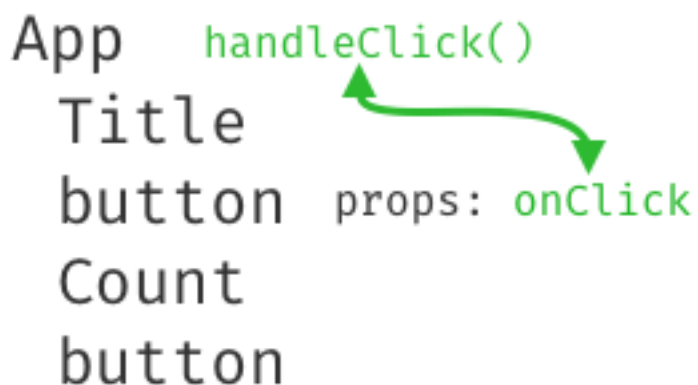 App handleClick()
Title
button props: onClick
Count
button